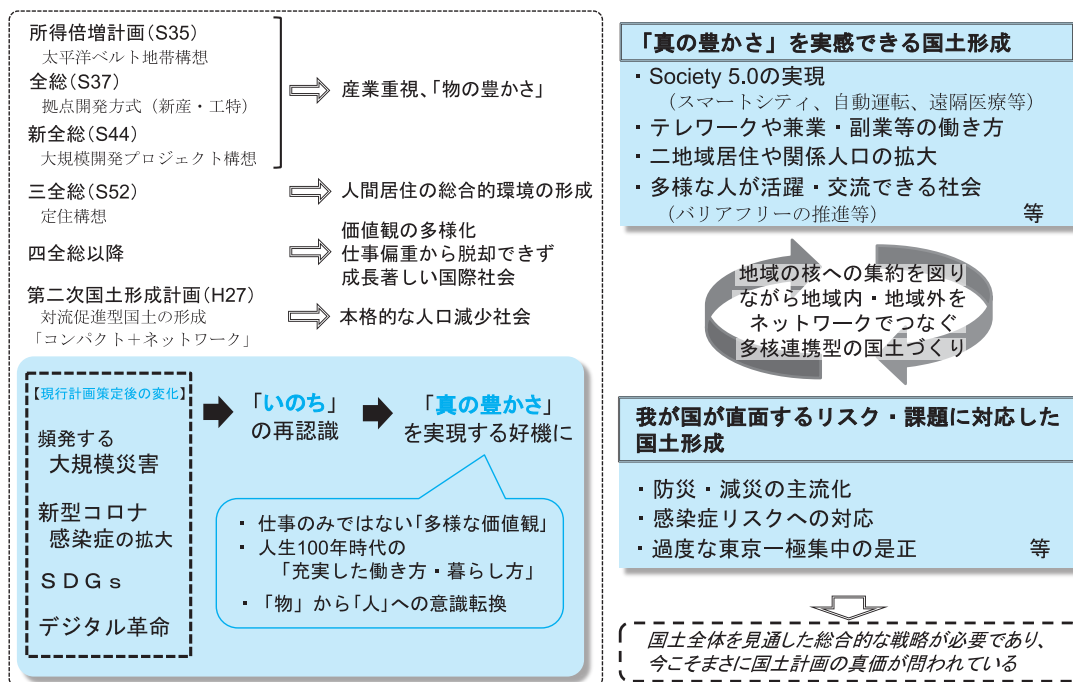 所得倍増計画(S35)
太平洋ベルト地帯構想
全総(S37)
拠点開発方式（新産・工特）
新全総(S44)
大規模開発プロジェクト構想
産業重視、「物の豊かさ」
三全総(S52)
定住構想
人間居住の総合的環境の形成
四全総以降
価値観の多様化
仕事偏重から脱却できず
成長著しい国際社会
第二次国土形成計画(H27)
対流促進型国土の形成
「コンパクト＋ネットワーク」
本格的な人口減少社会
【現行計画策定後の変化】
頻発する
大規模災害
新型コロナ
感染症の拡大
ＳＤＧｓ
デジタル革命
「いのち」
の再認識
「真の豊かさ」
を実現する好機に
・ 仕事のみではない「多様な価値観」
・ 人生100年時代の
「充実した働き方・暮らし方」
・ 「物」から「人」への意識転換
「真の豊かさ」を実感できる国土形成
・ Society 5.0の実現
（スマートシティ、自動運転、遠隔医療等）
・ テレワークや兼業・副業等の働き方
・ 二地域居住や関係人口の拡大
・ 多様な人が活躍・交流できる社会
（バリアフリーの推進等） 等
地域の核への集約を図り
ながら地域内・地域外を
ネットワークでつなぐ
多核連携型の国土づくり
我が国が直面するリスク・課題に対応した
国土形成
・ 防災・減災の主流化
・ 感染症リスクへの対応
・ 過度な東京一極集中の是正 等
国土全体を見通した総合的な戦略が必要であり、
今こそまさに国土計画の真価が問われている